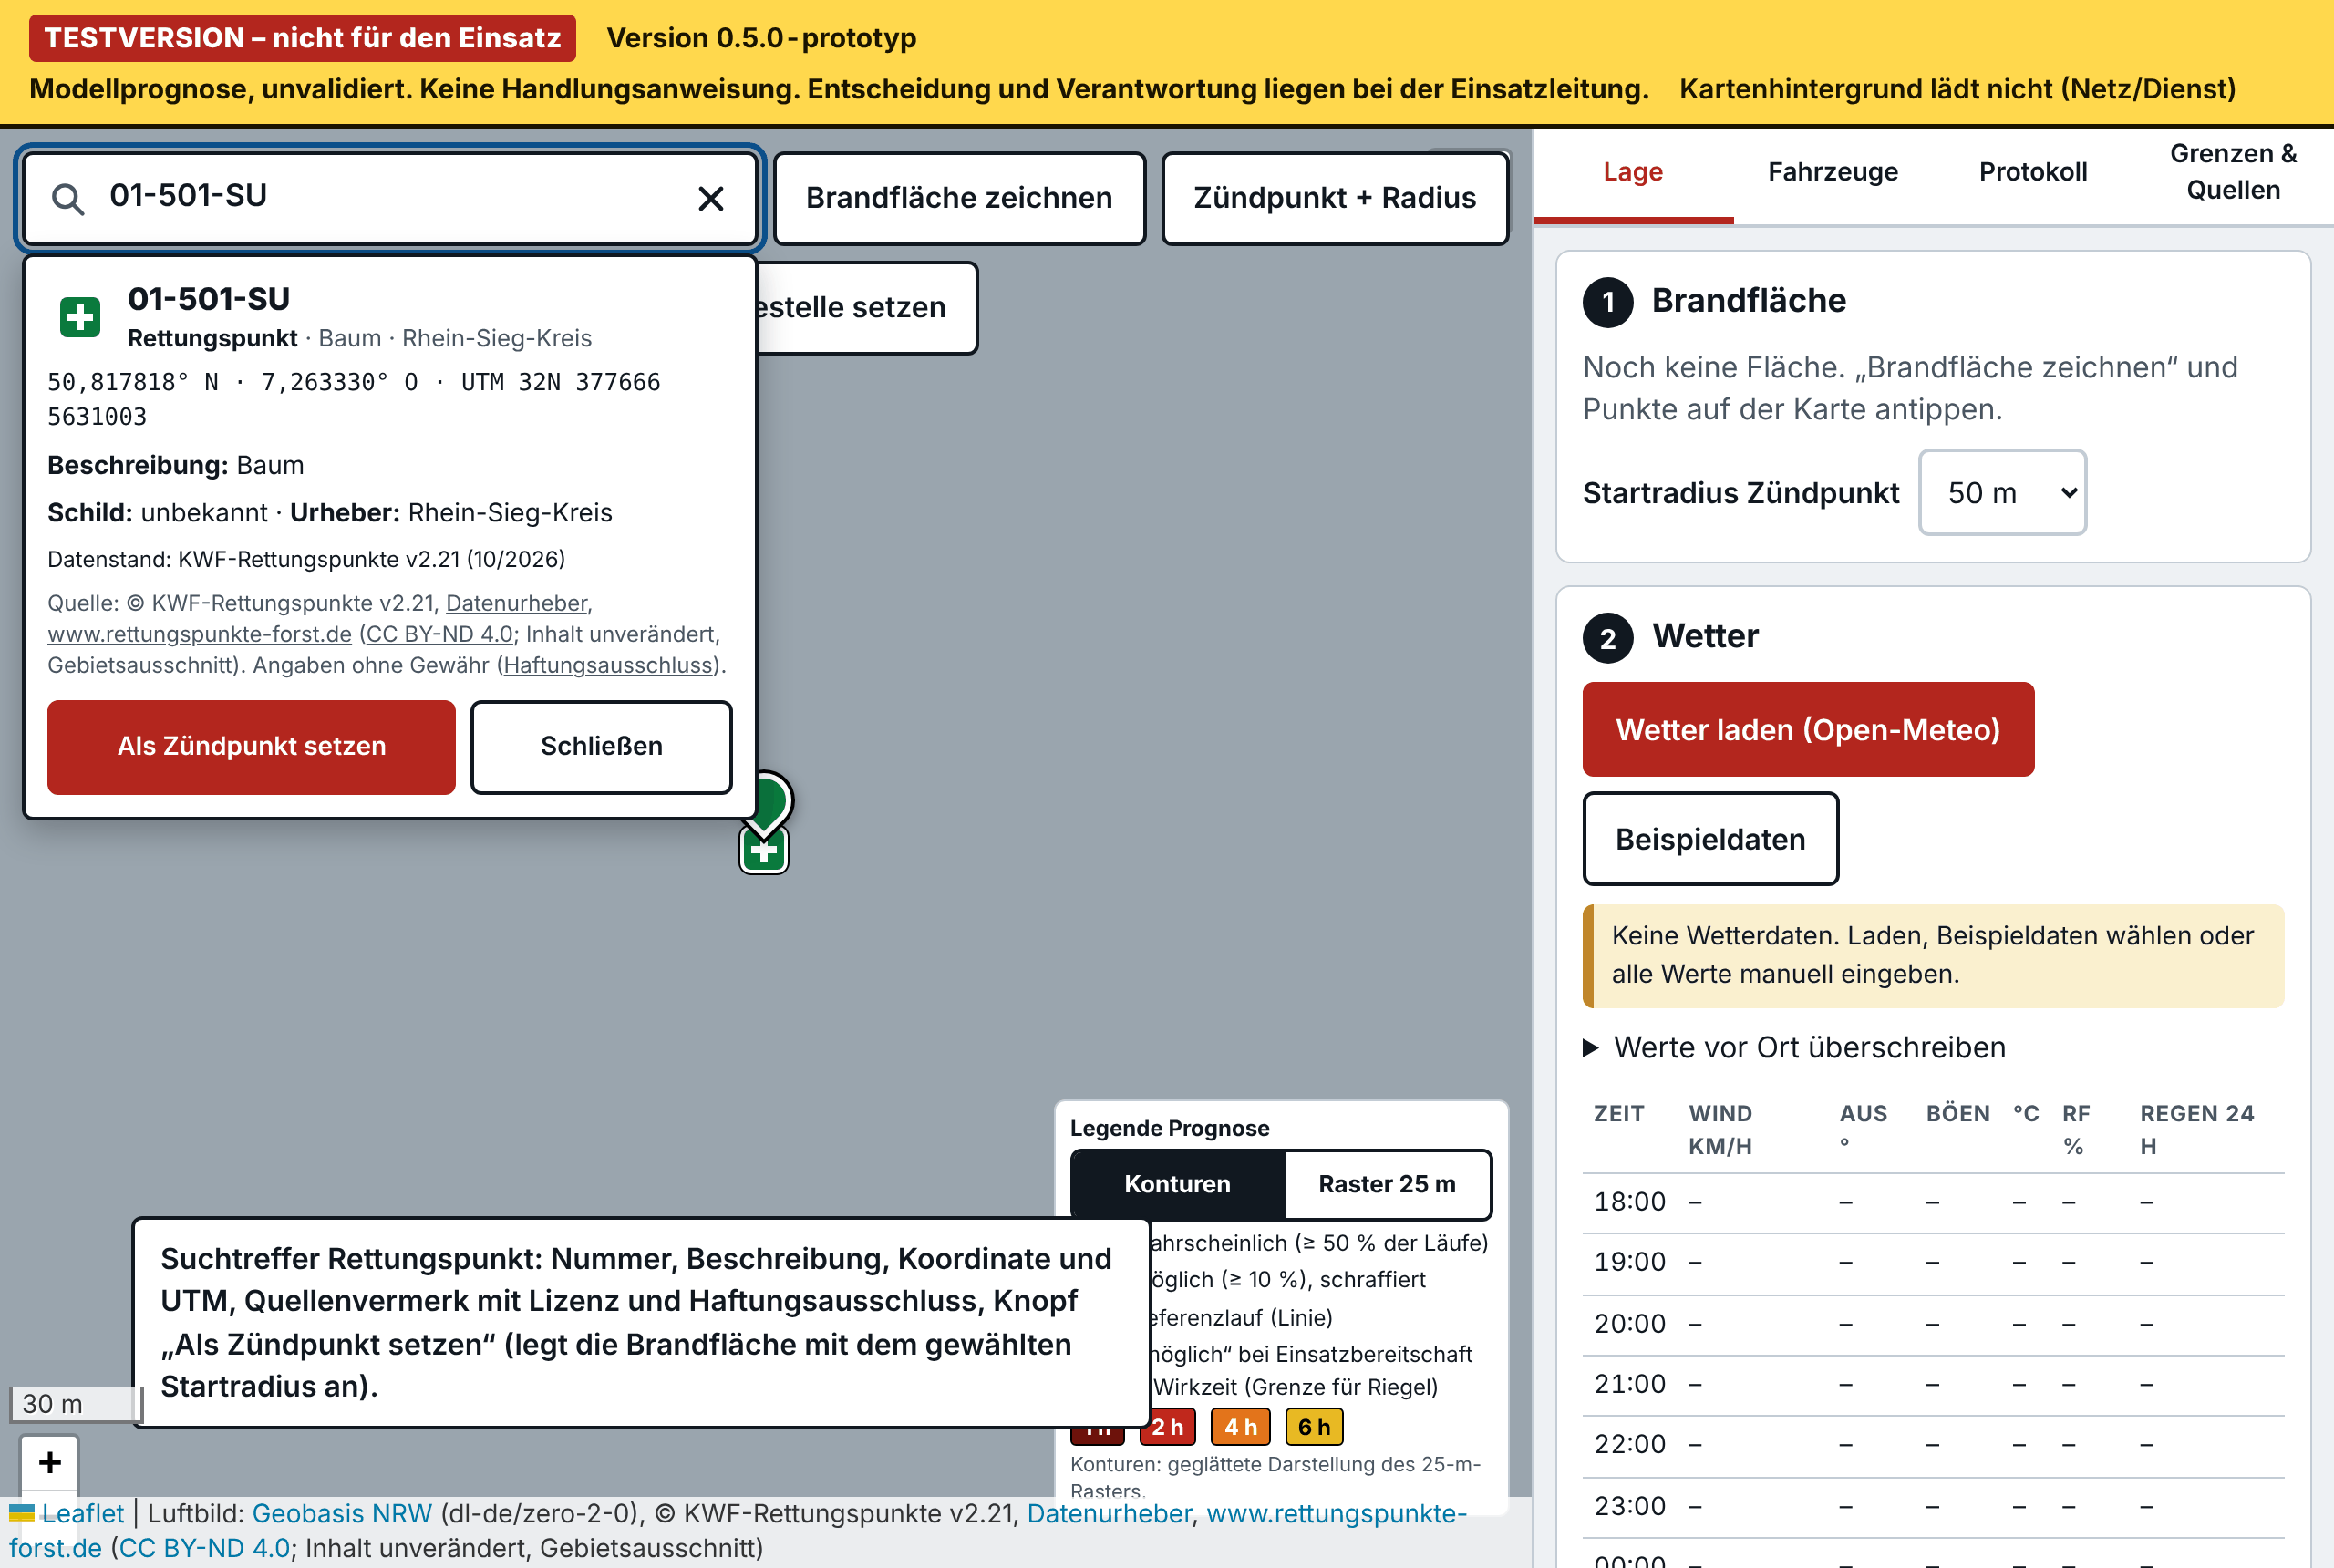 TESTVERSION – nicht für den Einsatz Version 0.5.0-prototyp
Modellprognose, unvalidiert. Keine Handlungsanweisung. Entscheidung und Verantwortung liegen bei der Einsatzleitung. Kartenhintergrund lädt nicht (Netz/Dienst)
01-501-SU
Brandfläche zeichnen
Zündpunkt + Radius
estelle setzen
01-501-SU
Rettungspunkt · Baum · Rhein-Sieg-Kreis
50,817818° N · 7,263330° O · UTM 32N 377666
5631003
Beschreibung: Baum
Schild: unbekannt · Urheber: Rhein-Sieg-Kreis
Datenstand: KWF-Rettungspunkte v2.21 (10/2026)
Quelle: © KWF-Rettungspunkte v2.21, Datenurheber,
www.rettungspunkte-forst.de (CC BY-ND 4.0; Inhalt unverändert,
Gebietsausschnitt). Angaben ohne Gewähr (Haftungsausschluss).
Als Zündpunkt setzen
Schließen
Legende Prognose
Konturen
Raster 25 m
ahrscheinlich (≥ 50 % der Läufe)
öglich (≥ 10 %), schraffiert
eferenzlauf (Linie)
möglich“ bei Einsatzbereitschaft
Wirkzeit (Grenze für Riegel)
2 h
4 h
6 h
Konturen: geglättete Darstellung des 25-m-
Rasters.
Suchtreffer Rettungspunkt: Nummer, Beschreibung, Koordinate und
UTM, Quellenvermerk mit Lizenz und Haftungsausschluss, Knopf
„Als Zündpunkt setzen“ (legt die Brandfläche mit dem gewählten
Startradius an).
30 m
+
Leaflet | Luftbild: Geobasis NRW (dl-de/zero-2-0), © KWF-Rettungspunkte v2.21, Datenurheber, www.rettungspunkte-
forst.de (CC BY-ND 4.0; Inhalt unverändert, Gebietsausschnitt)
Lage
Fahrzeuge
Protokoll
Grenzen &
Quellen
1 Brandfläche
Noch keine Fläche. „Brandfläche zeichnen“ und
Punkte auf der Karte antippen.
Startradius Zündpunkt 50 m
2 Wetter
Wetter laden (Open-Meteo)
Beispieldaten
Keine Wetterdaten. Laden, Beispieldaten wählen oder
alle Werte manuell eingeben.
Werte vor Ort überschreiben
ZEIT WIND AUS BÖEN °C RF REGEN 24
KM/H ° % H
18:00 – – – – – –
19:00 – – – – – –
20:00 – – – – – –
21:00 – – – – – –
22:00 – – – – – –
23:00 – – – – – –
00:00 – – – – – –